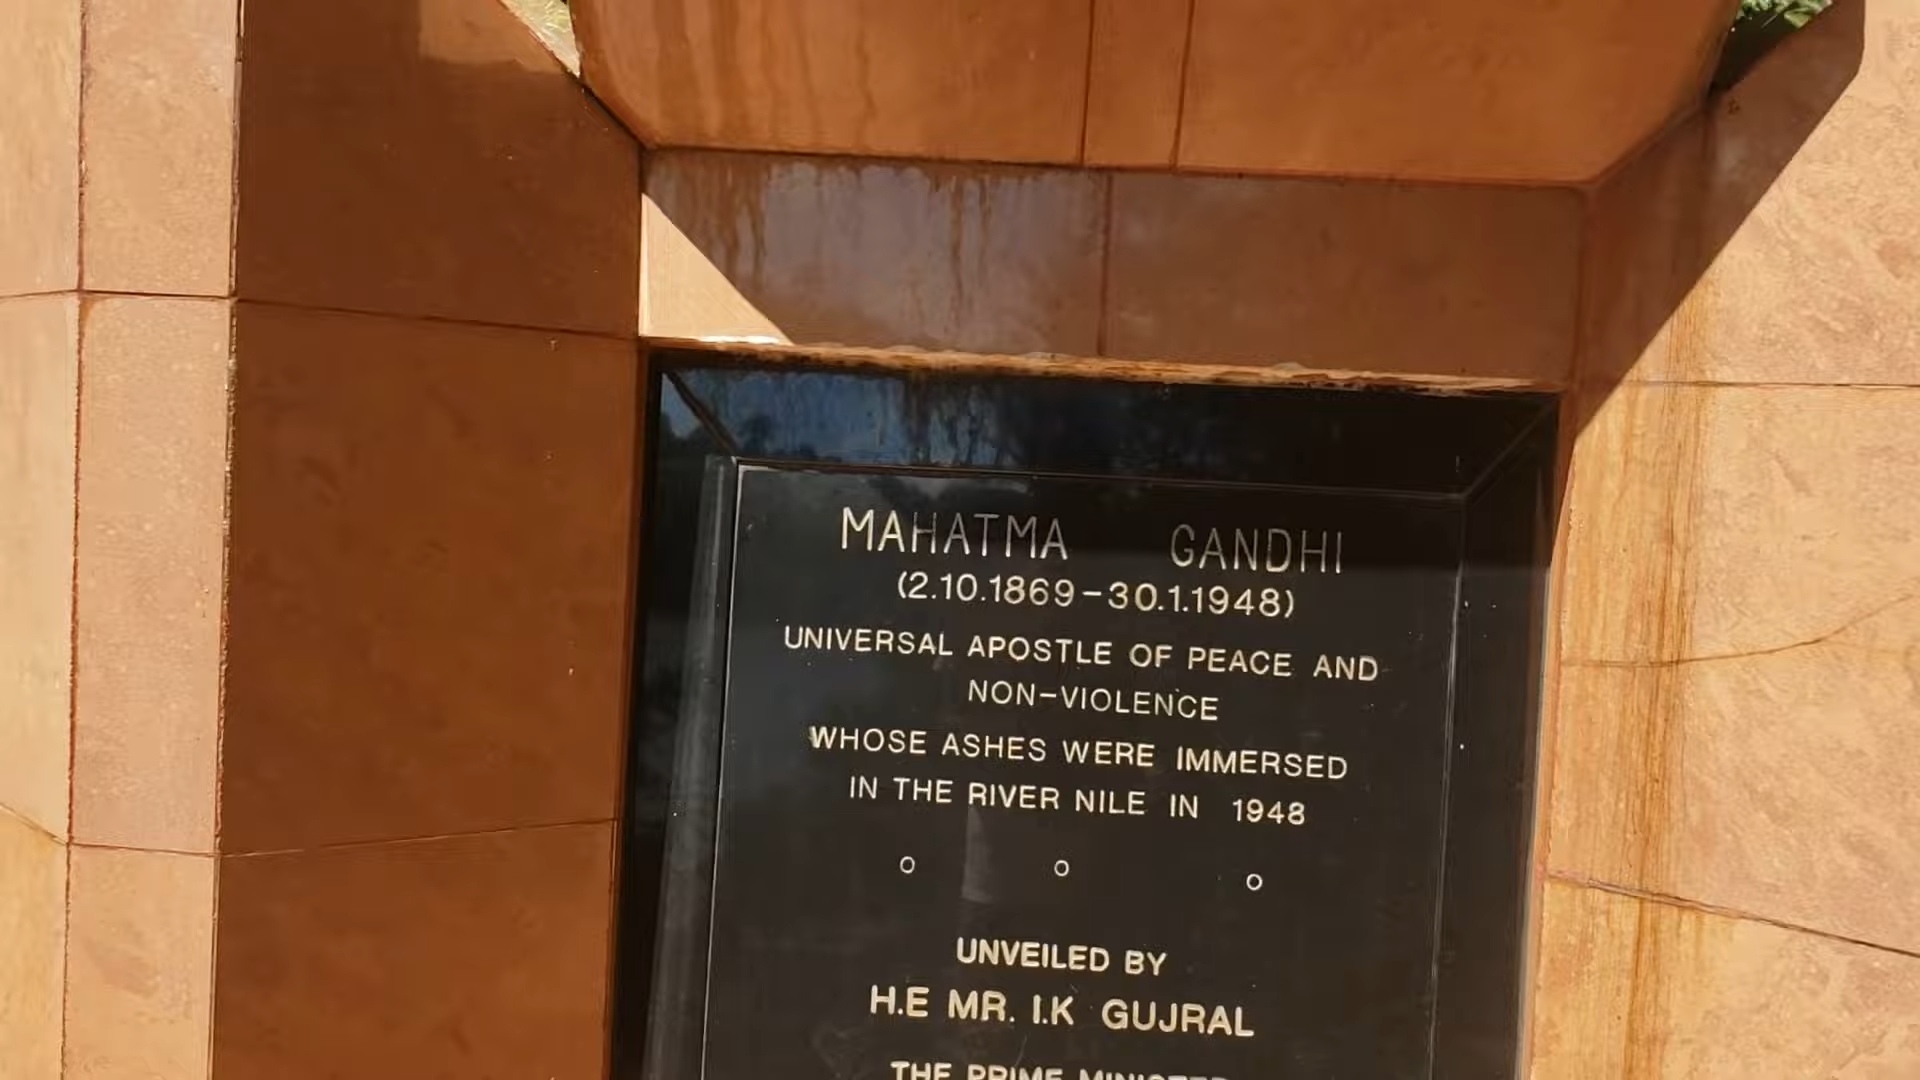 MAHATMA GANDHI
(2.10.1869-30.1.1948)
UNIVERSAL APOSTLE OF PEACE AND
NON-VIOLENCE
WHOSE ASHES WERE IMMERSED
IN THE RIVER NILE IN 1948
UNVEILED BY
H.E MR. I.K GUJRAL
THE PRIME MINISTER